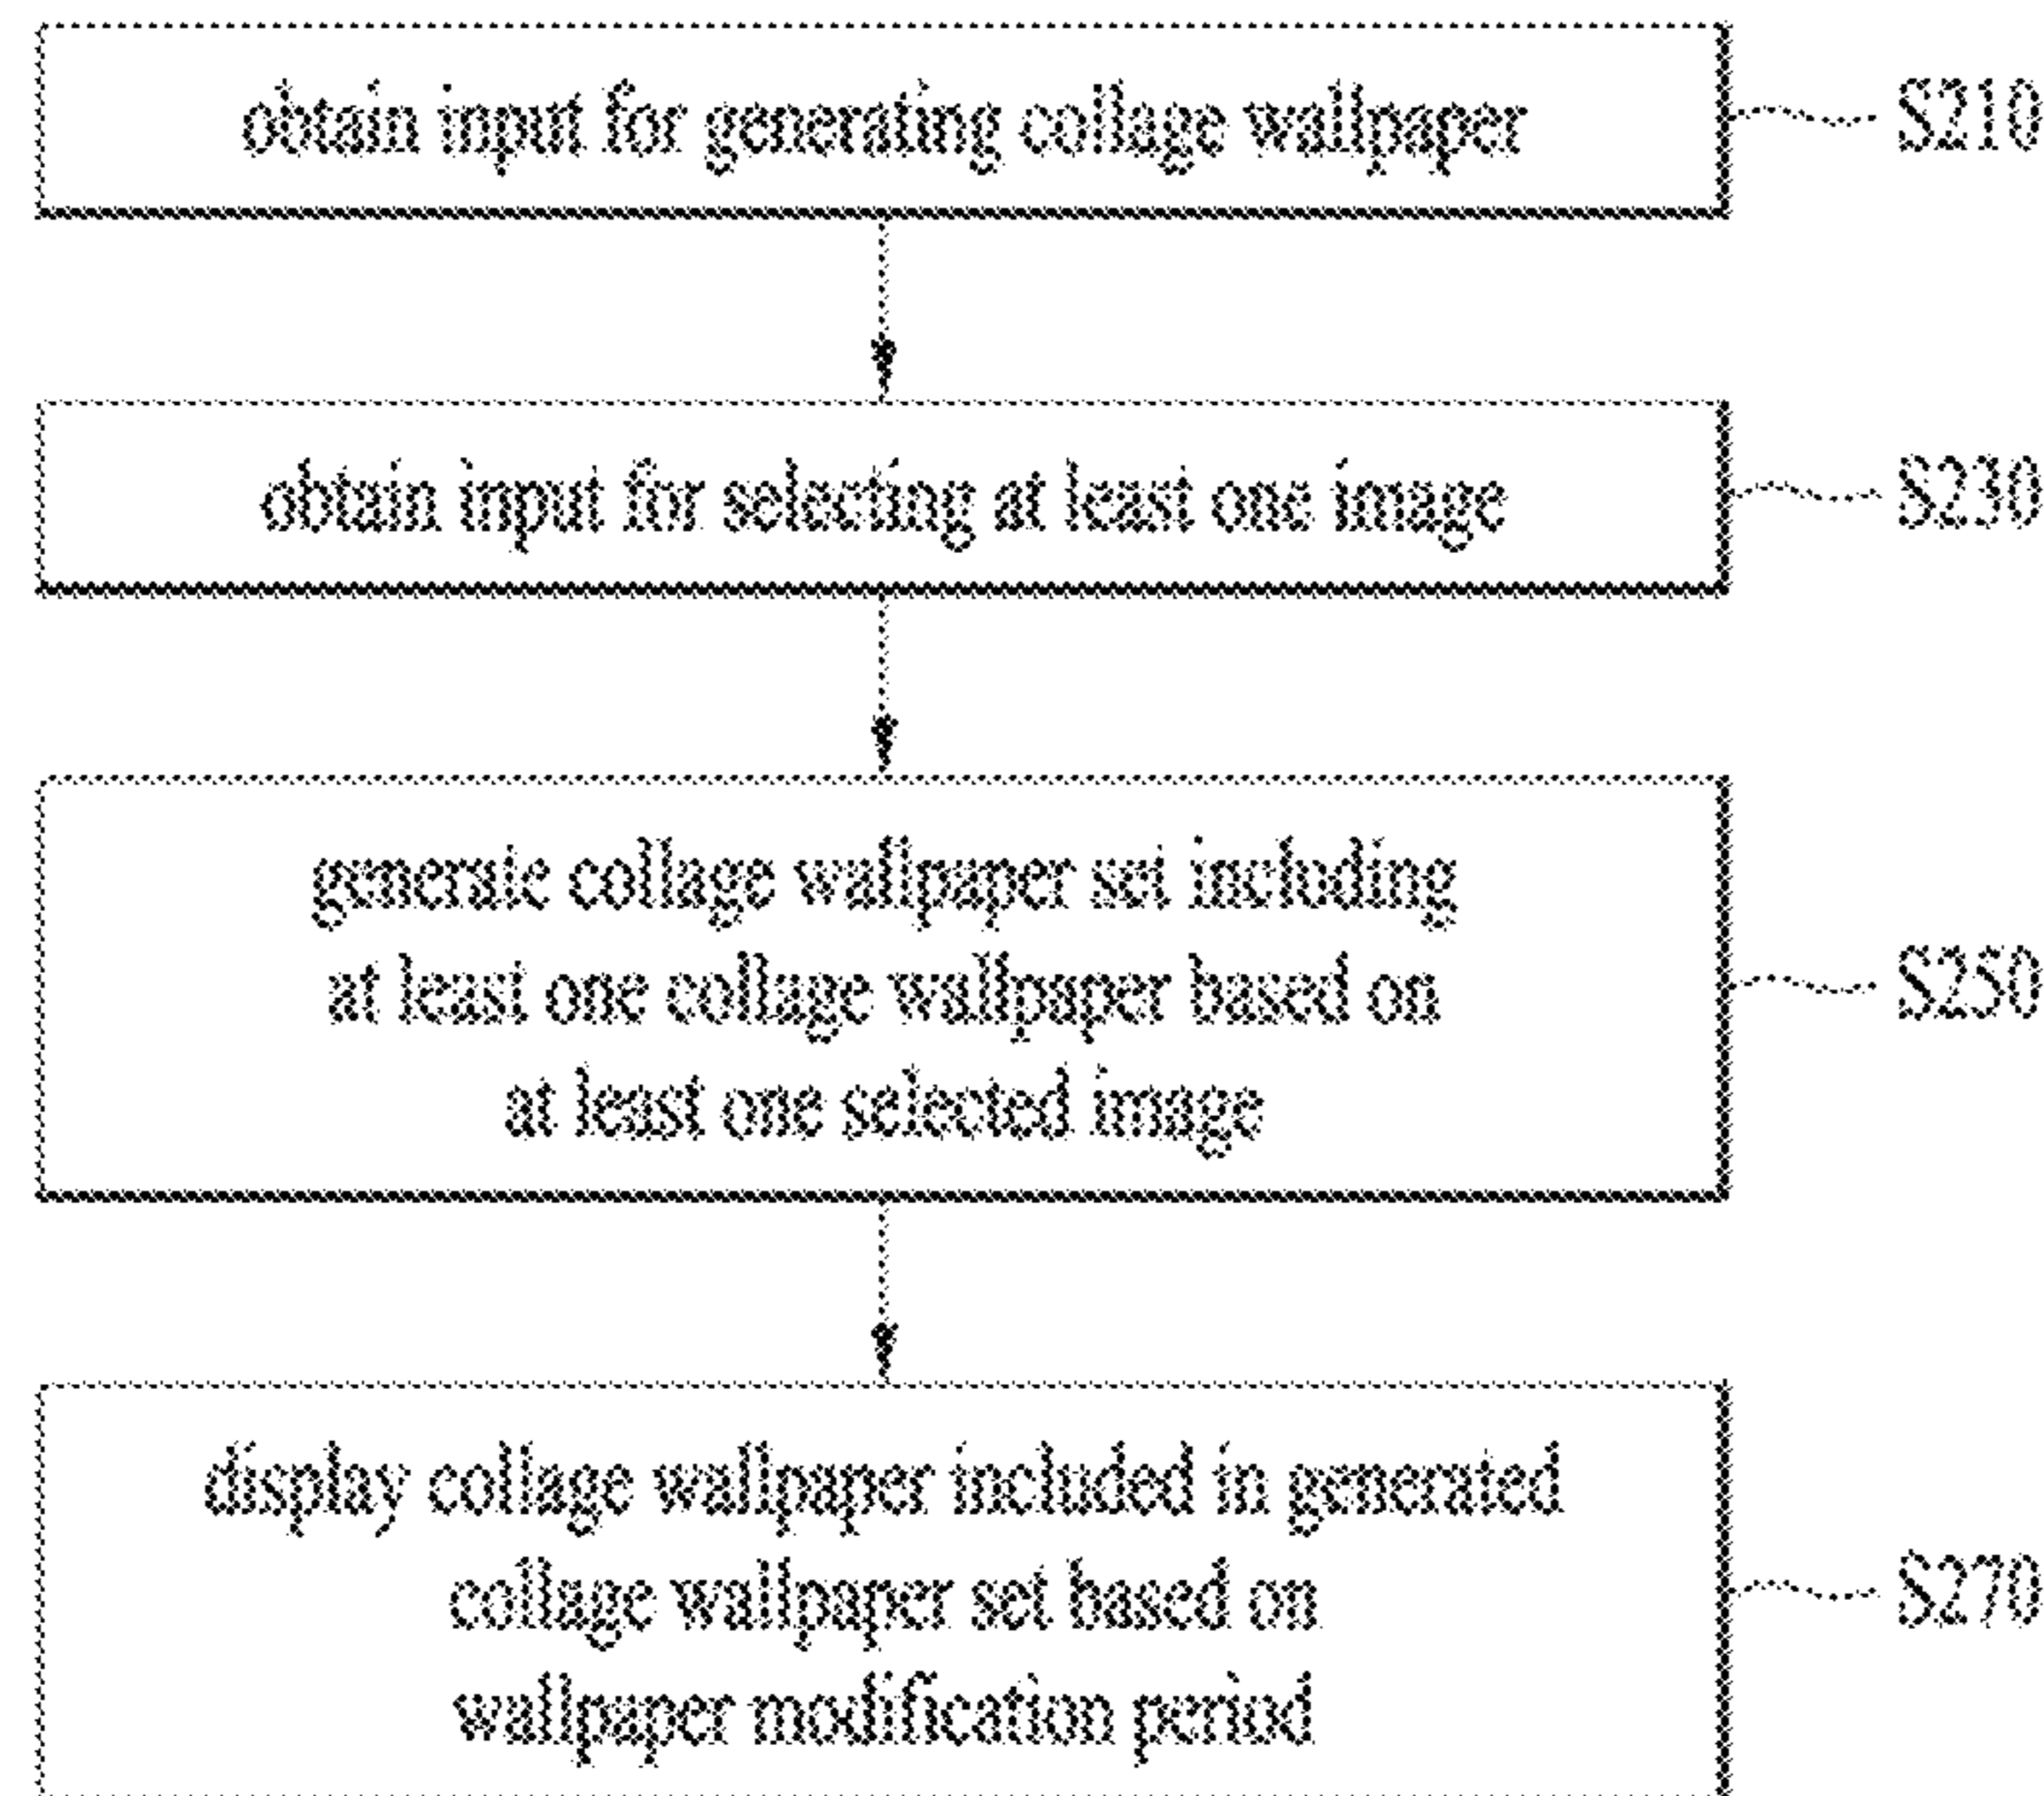 obtain input for generating collage wallpaper
S210
obtain input for selecting at least one image
S230
generate collage wallpaper set including
at least one collage wallpaper based on
at least one selected image
S250
display collage wallpaper included in generated
collage wallpaper set based on
wallpaper modification period
S270